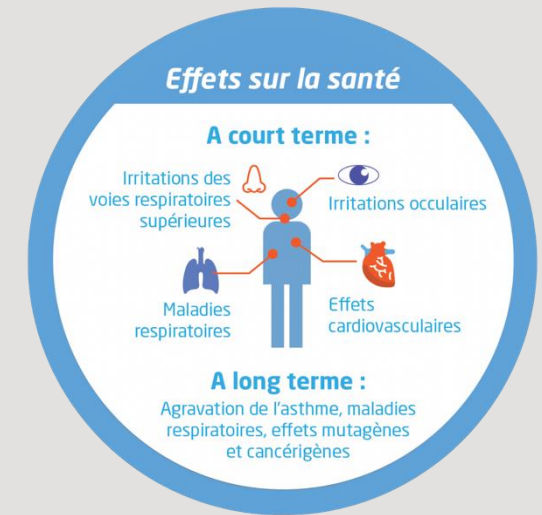 Effets sur la santé
A court terme :
Irritations des
voies respiratoires
supérieures
Irritations occulaires
Maladies
respiratoires
Effets
cardiovasculaires
A long terme :
Agravation de l'asthme, maladies
respiratoires, effets mutagènes
et cancérigènes